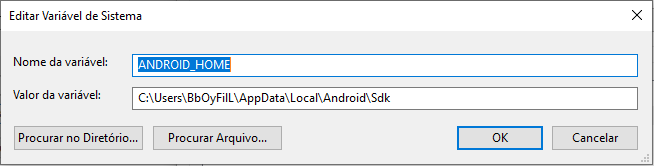 Editar Variável de Sistema
Nome da variável:
ANDROID_HOME
Valor da variável:
C:\Users\BbOyFilL\AppData\Local\Android\Sdk
Procurar no Diretório...
Procurar Arquivo...
OK
Cancelar